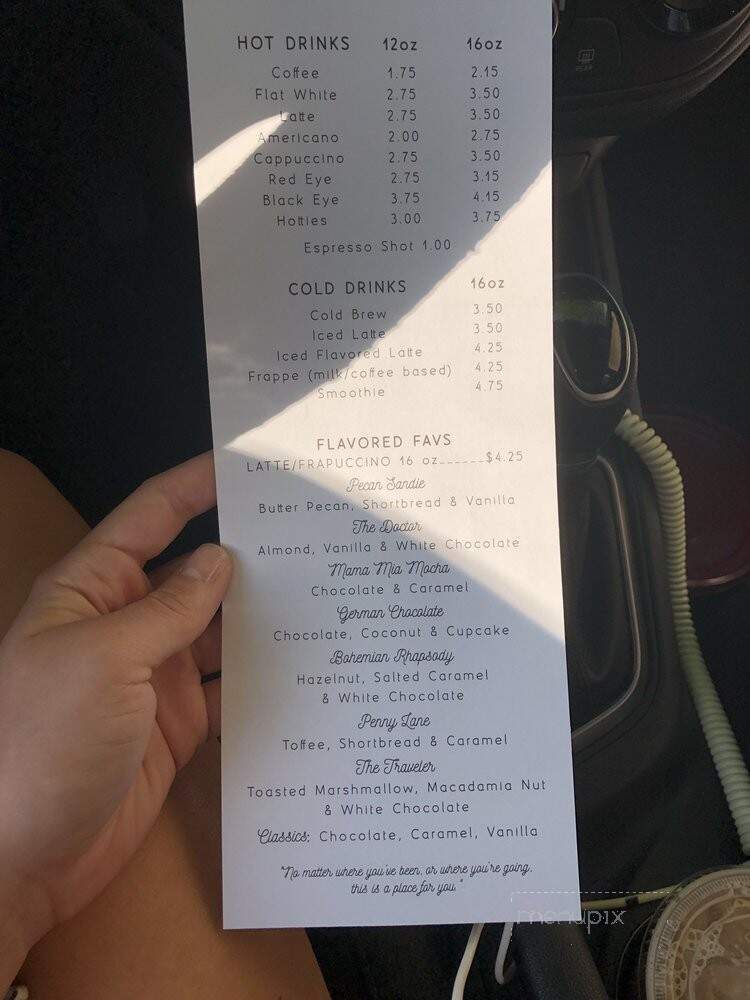 HOT DRINKS 12oz 16oz
Coffee 1.75 2.15
Flat White 2.75 3.50
Latte 2.75 3.50
Americano 2.00 2.75
Cappuccino 2.75 3.50
Red Eye 2.75 3.15
Black Eye 3.75 4.15
Hotties 3.00 3.75
Espresso Shot 1.00
COLD DRINKS 16oz
Cold Brew 3.50
Iced Latte 3.50
Iced Flavored Latte 4.25
Frappe (milk/coffee based) 4.25
Smoothie 4.75
FLAVORED FAVS
LATTE/FRAPUCCINO 16 oz______$4.25
Pecan Sandie
Butter Pecan, Shortbread & Vanilla
The Doctor
Almond, Vanilla & White Chocolate
Mama Mia Mocha
Chocolate & Caramel
German Chocolate
Chocolate, Coconut & Cupcake
Bohemian Rhapsody
Hazelnut, Salted Caramel
& White Chocolate
Penny Lane
Toffee, Shortbread & Caramel
The Traveler
Toasted Marshmallow, Macadamia Nut
& White Chocolate
Classics: Chocolate, Caramel, Vanilla
"No matter where you've been, or where you're going,
this is a place for you."
menupix